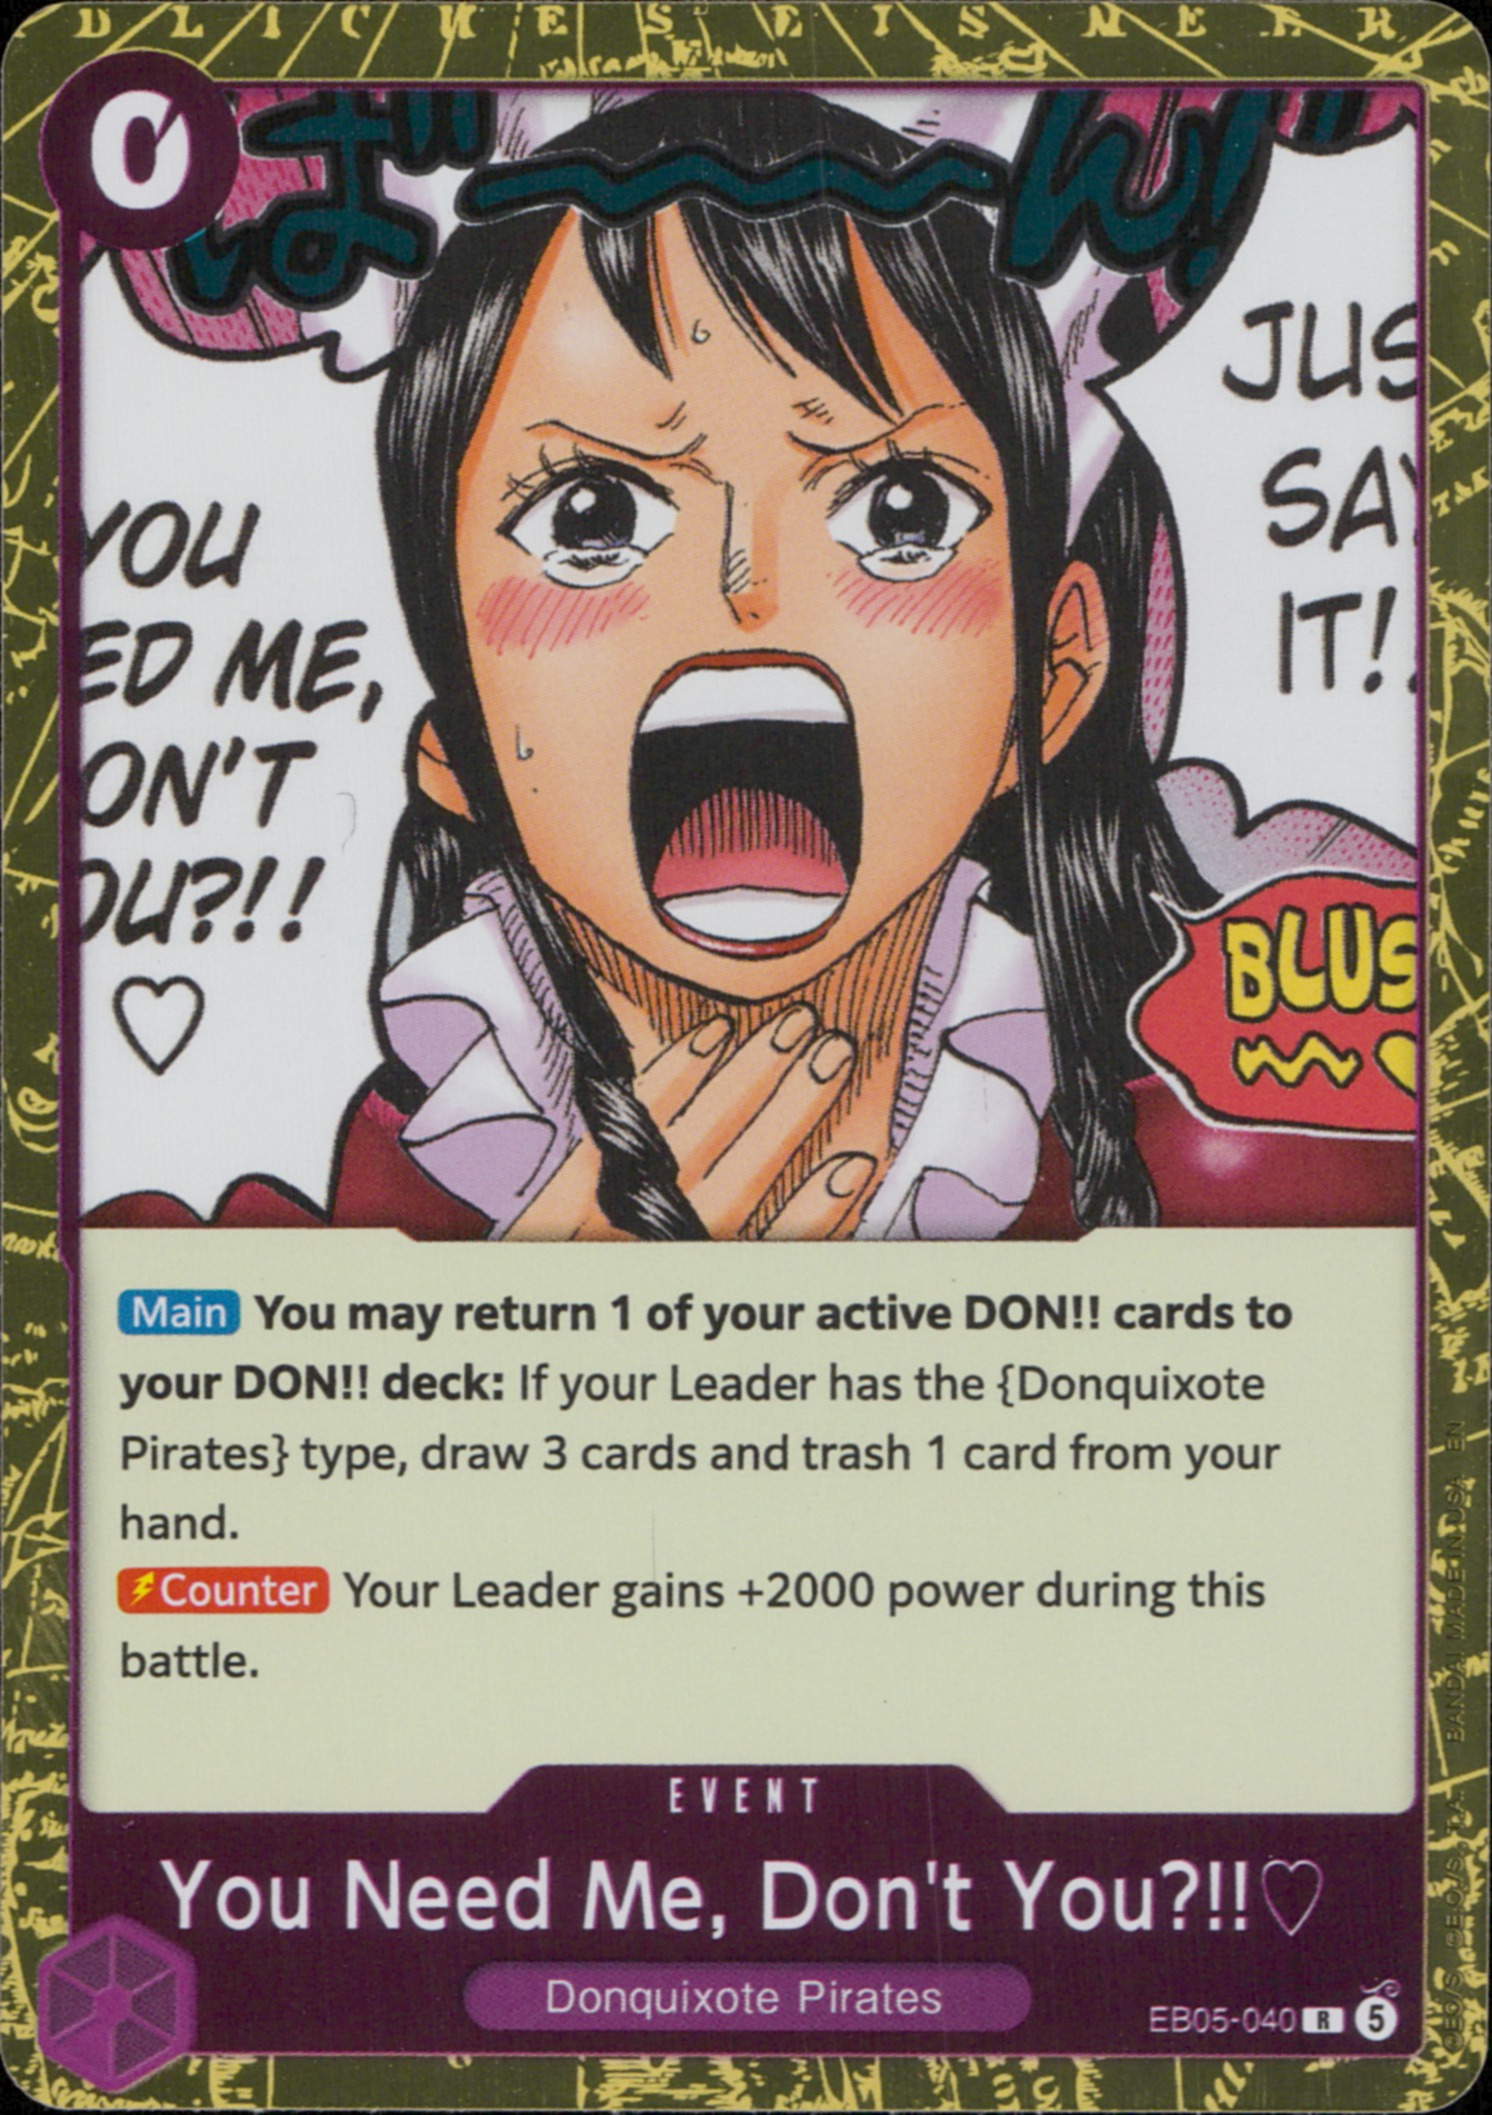 DLICHES EISMEER
0
ば〜〜〜ん!
YOU
ED ME,
ON'T
OU?!!
♡
JUS
SAY
IT!
BLUS
Main You may return 1 of your active DON!! cards to
your DON!! deck: If your Leader has the {Donquixote
Pirates} type, draw 3 cards and trash 1 card from your
hand.
Counter Your Leader gains +2000 power during this
battle.
EVENT
You Need Me, Don't You?!!♡
Donquixote Pirates
EB05-040 R 5
BANDAI MADE IN USA EN